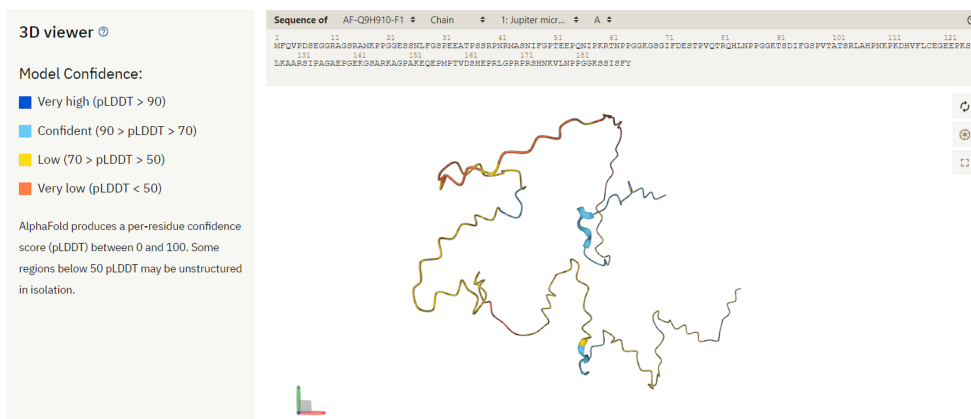 3D viewer
Model Confidence:
Very high (pLDDT > 90)
Confident (90 > pLDDT > 70)
Low (70 > pLDDT > 50)
Very low (pLDDT < 50)
AlphaFold produces a per-residue confidence
score (pLDDT) between 0 and 100. Some
regions below 50 pLDDT may be unstructured
in isolation.
Sequence of AF-Q9H910-F1 Chain 1: Jupiter micr... A
1 11 21 31 41 51 61 71 81 91 101 111 121
MFQVPDSEGGRAGSRAMKPPGGESSNLFGSPEEATPSSRPNRMASNIFGPTEEPQNIPKRTNPPGGKGSGIFDESTPVQTRQHLNPPGGKTSDIFGSPVTATSRLAHPNKPKDHVFLCEGEEPKS
131 141 151 161 171 181
LKAARSIPAGAEPGEKGSARKAGPAKEQEPMPTVDSHEPRLGPRPRSHNKVLNPPGGKSSISFY